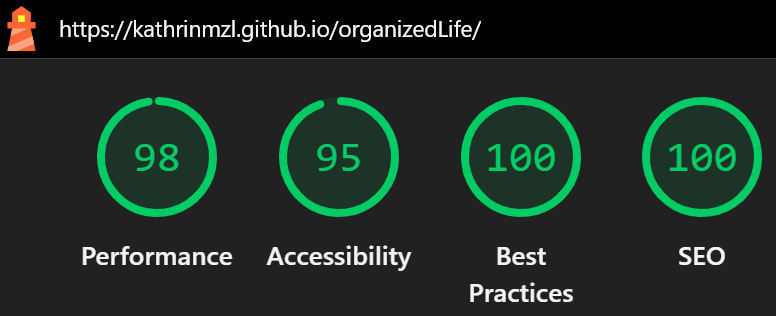 https://kathrinmzl.github.io/organizedLife/
98 95 100 100
Performance Accessibility Best Practices SEO